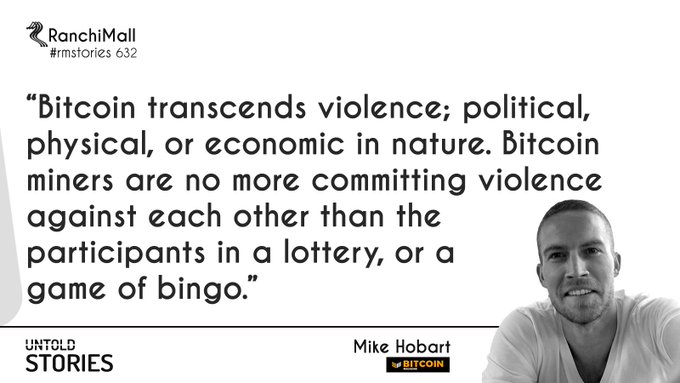 RanchiMall
#rmstories 632
“Bitcoin transcends violence; political,
physical, or economic in nature. Bitcoin
miners are no more committing violence
against each other than the
participants in a lottery, or a
game of bingo.”
UNTOLD
STORIES
Mike Hobart
BITCOIN